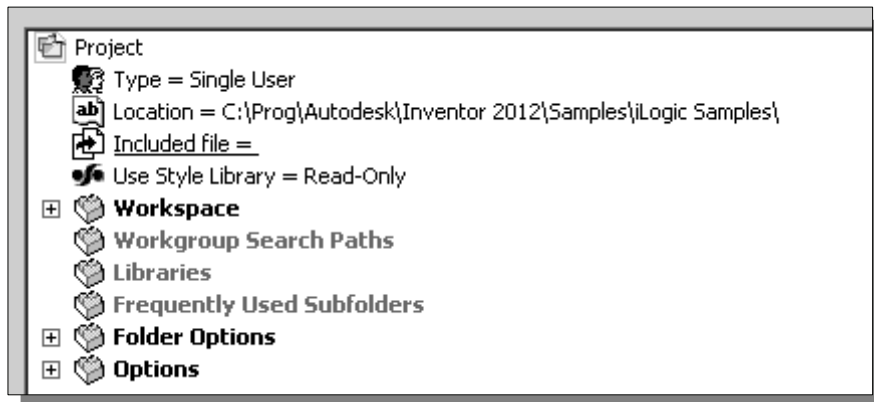 Project
Type = Single User
Location = C:\Prog\Autodesk\Inventor 2012\Samples\iLogic Samples\
Included file =
Use Style Library = Read-Only
Workspace
Workgroup Search Paths
Libraries
Frequently Used Subfolders
Folder Options
Options